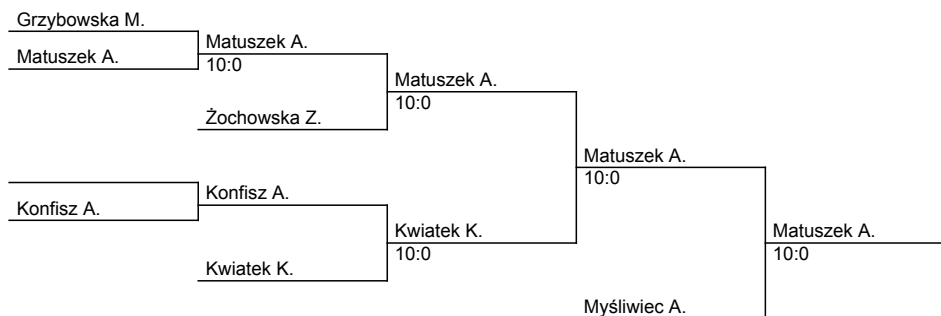 Grzybowska M.
Matuszek A.
Matuszek A.
10:0
Matuszek A.
10:0
Żochowska Z.
Matuszek A.
10:0
Konfisz A.
Konfisz A.
Kwiatek K.
10:0
Matuszek A.
10:0
Kwiatek K.
Myśliwiec A.